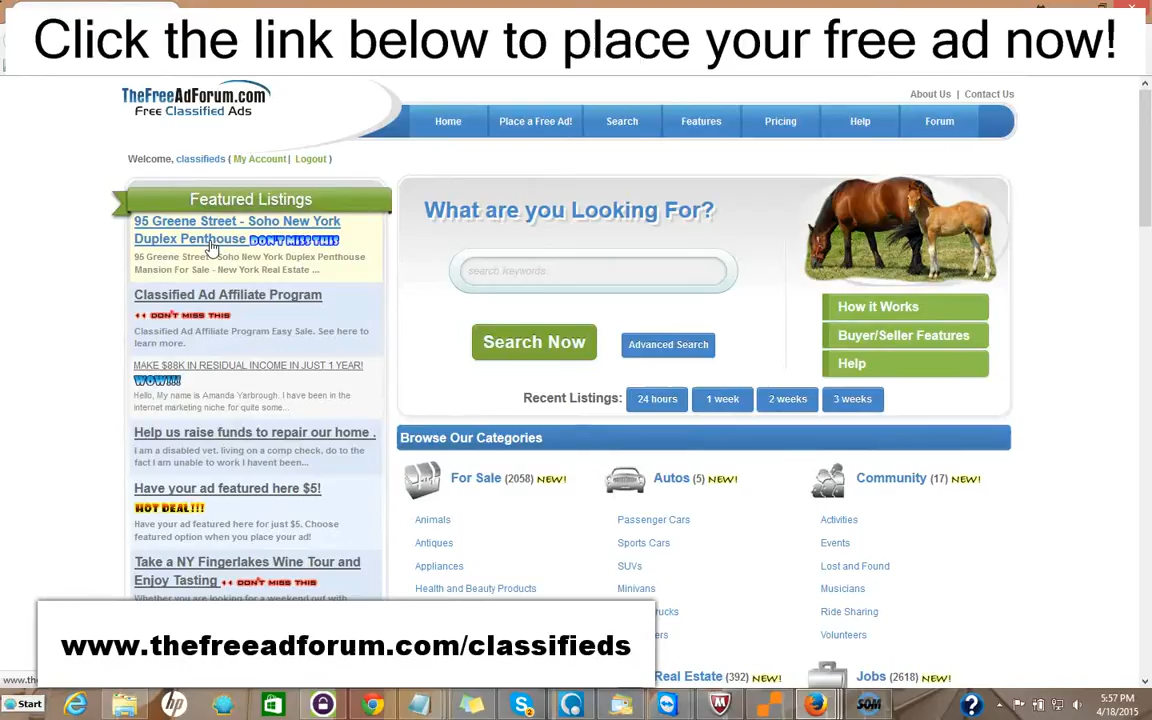 Click the link below to place your free ad now!
TheFreeAdForum.com
Free Classified Ads
About Us | Contact Us
Home Place a Free Ad! Search Features Pricing Help Forum
Welcome, classifieds ( My Account | Logout )
Featured Listings
95 Greene Street - Soho New York
Duplex Penthouse DON'T MISS THIS
95 Greene Street - Soho New York Duplex Penthouse
Mansion For Sale - New York Real Estate ...
Classified Ad Affiliate Program
DON'T MISS THIS
Classified Ad Affiliate Program Easy Sale. See here to
learn more.
MAKE $88K IN RESIDUAL INCOME IN JUST 1 YEAR!
WOW!!!
Hello, My name is Amanda Yarbrough. I have been in the
internet marketing niche for quite some...
Help us raise funds to repair our home .
I am a disabled vet. living on a comp check. do to the
fact i am unable to work I havent been...
Have your ad featured here $5!
HOT DEAL!!!
Have your ad featured here for just $5. Choose
featured option when you place your ad!
Take a NY Fingerlakes Wine Tour and
Enjoy Tasting DON'T MISS THIS
Whether you are looking for a weekend out with
What are you Looking For?
search keywords.
Search Now Advanced Search
How it Works
Buyer/Seller Features
Help
Recent Listings: 24 hours 1 week 2 weeks 3 weeks
Browse Our Categories
For Sale (2058) NEW! Autos (5) NEW! Community (17) NEW!
Animals Passenger Cars Activities
Antiques Sports Cars Events
Appliances SUVs Lost and Found
Health and Beauty Products Minivans Musicians
Ride Sharing
Volunteers
Real Estate (392) NEW! Jobs (2618) NEW!
www.thefreeadforum.com/classifieds
Start
5:57 PM
4/18/2015